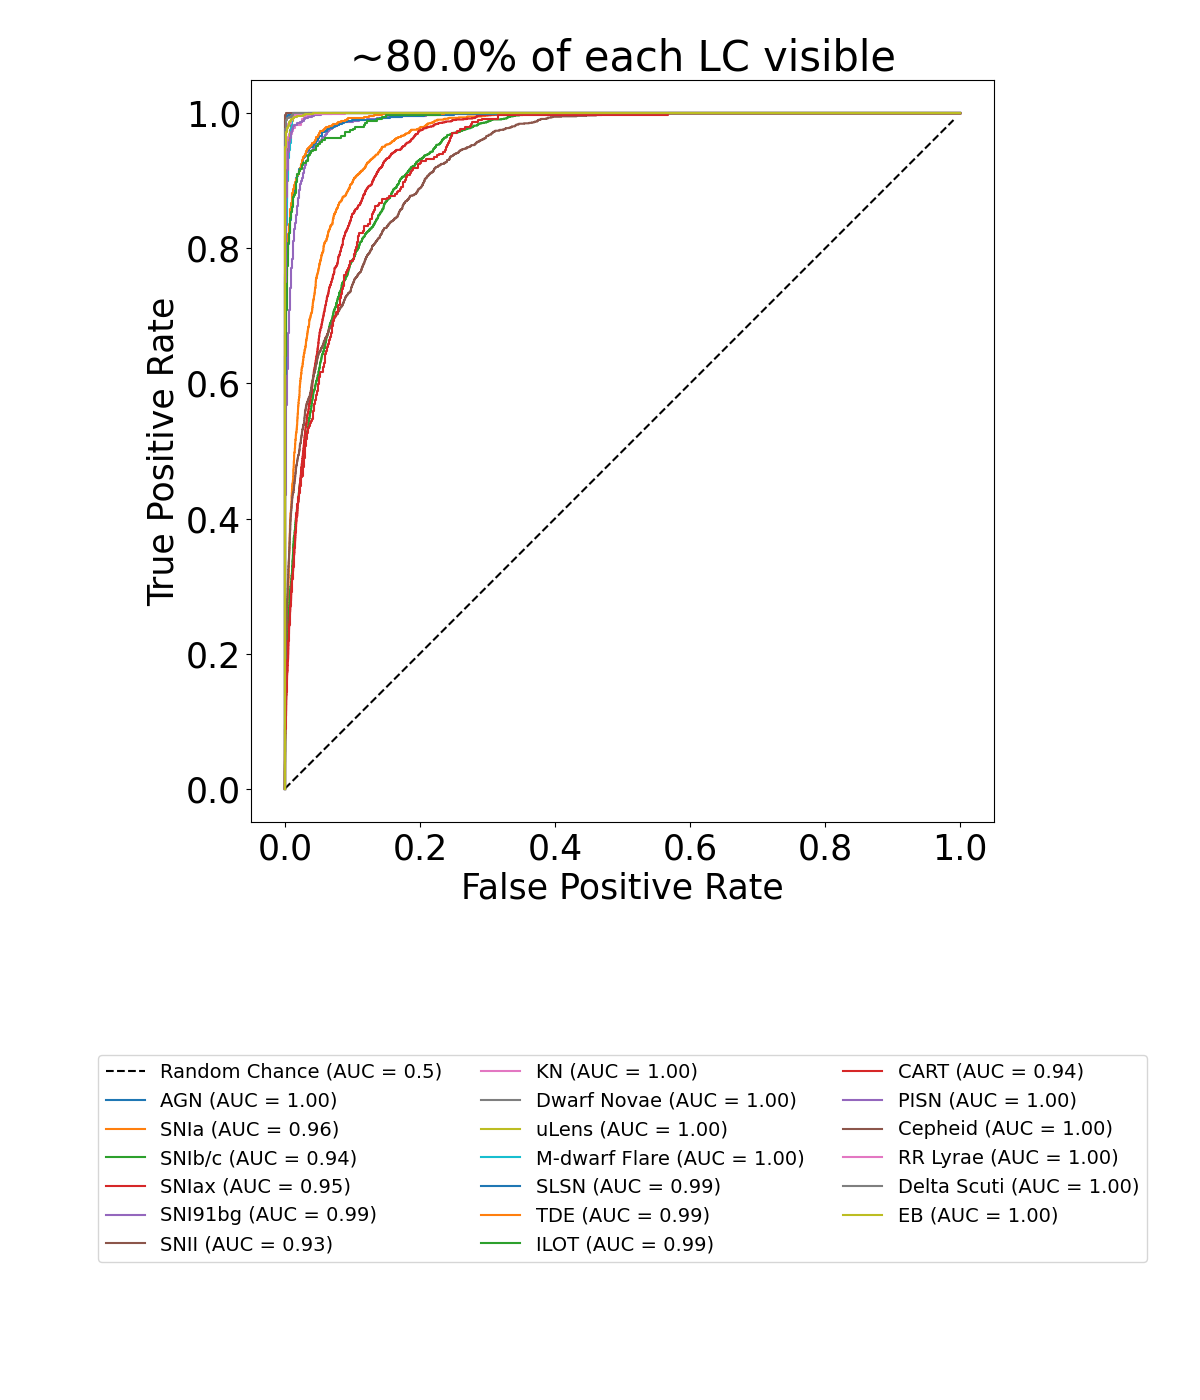 ~80.0% of each LC visible
1.0
0.8
0.6
0.4
0.2
0.0
True Positive Rate
0.0 0.2 0.4 0.6 0.8 1.0
False Positive Rate
Random Chance (AUC = 0.5)
AGN (AUC = 1.00)
SNIa (AUC = 0.96)
SNIb/c (AUC = 0.94)
SNIax (AUC = 0.95)
SNI91bg (AUC = 0.99)
SNII (AUC = 0.93)
KN (AUC = 1.00)
Dwarf Novae (AUC = 1.00)
uLens (AUC = 1.00)
M-dwarf Flare (AUC = 1.00)
SLSN (AUC = 0.99)
TDE (AUC = 0.99)
ILOT (AUC = 0.99)
CART (AUC = 0.94)
PISN (AUC = 1.00)
Cepheid (AUC = 1.00)
RR Lyrae (AUC = 1.00)
Delta Scuti (AUC = 1.00)
EB (AUC = 1.00)